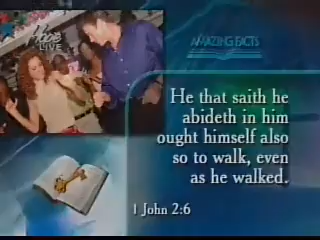 Hope
LIVE
AMAZING FACTS
He that saith he
abideth in him
ought himself also
so to walk, even
as he walked.
1 John 2:6